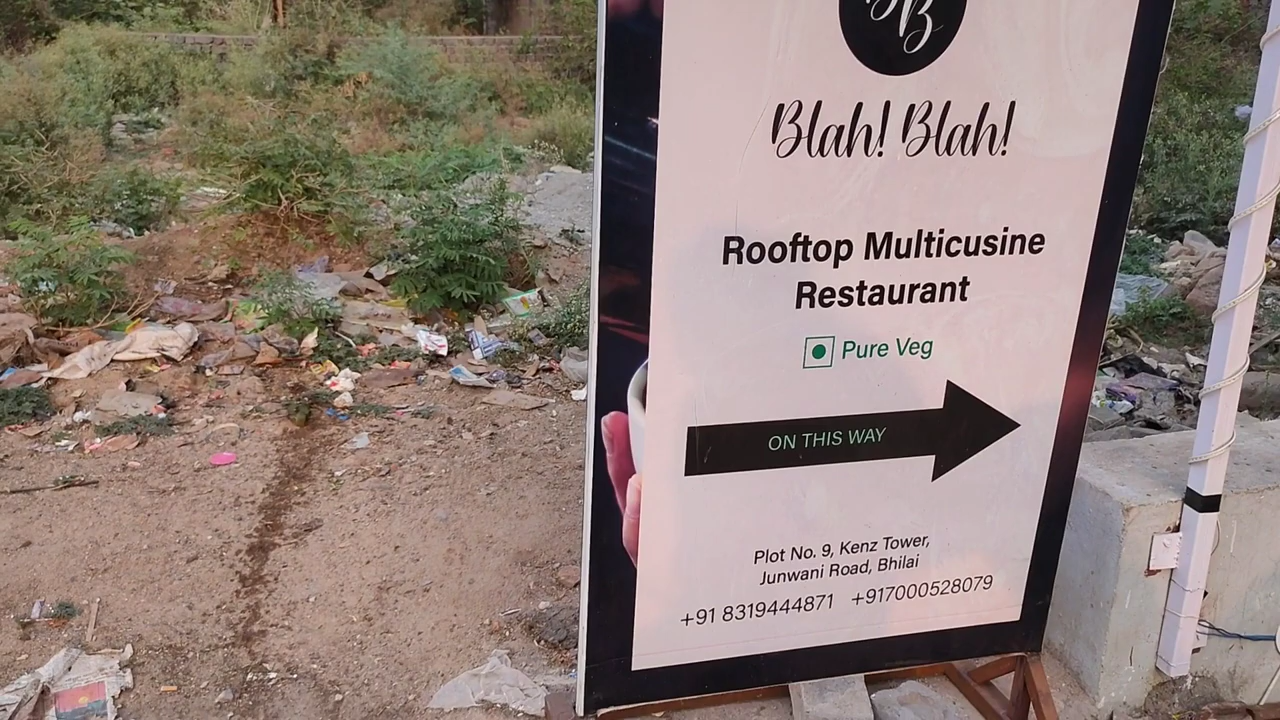 BB
Blah! Blah!
Rooftop Multicusine
Restaurant
Pure Veg
ON THIS WAY
Plot No. 9, Kenz Tower,
Junwani Road, Bhilai
+91 8319444871 +917000528079